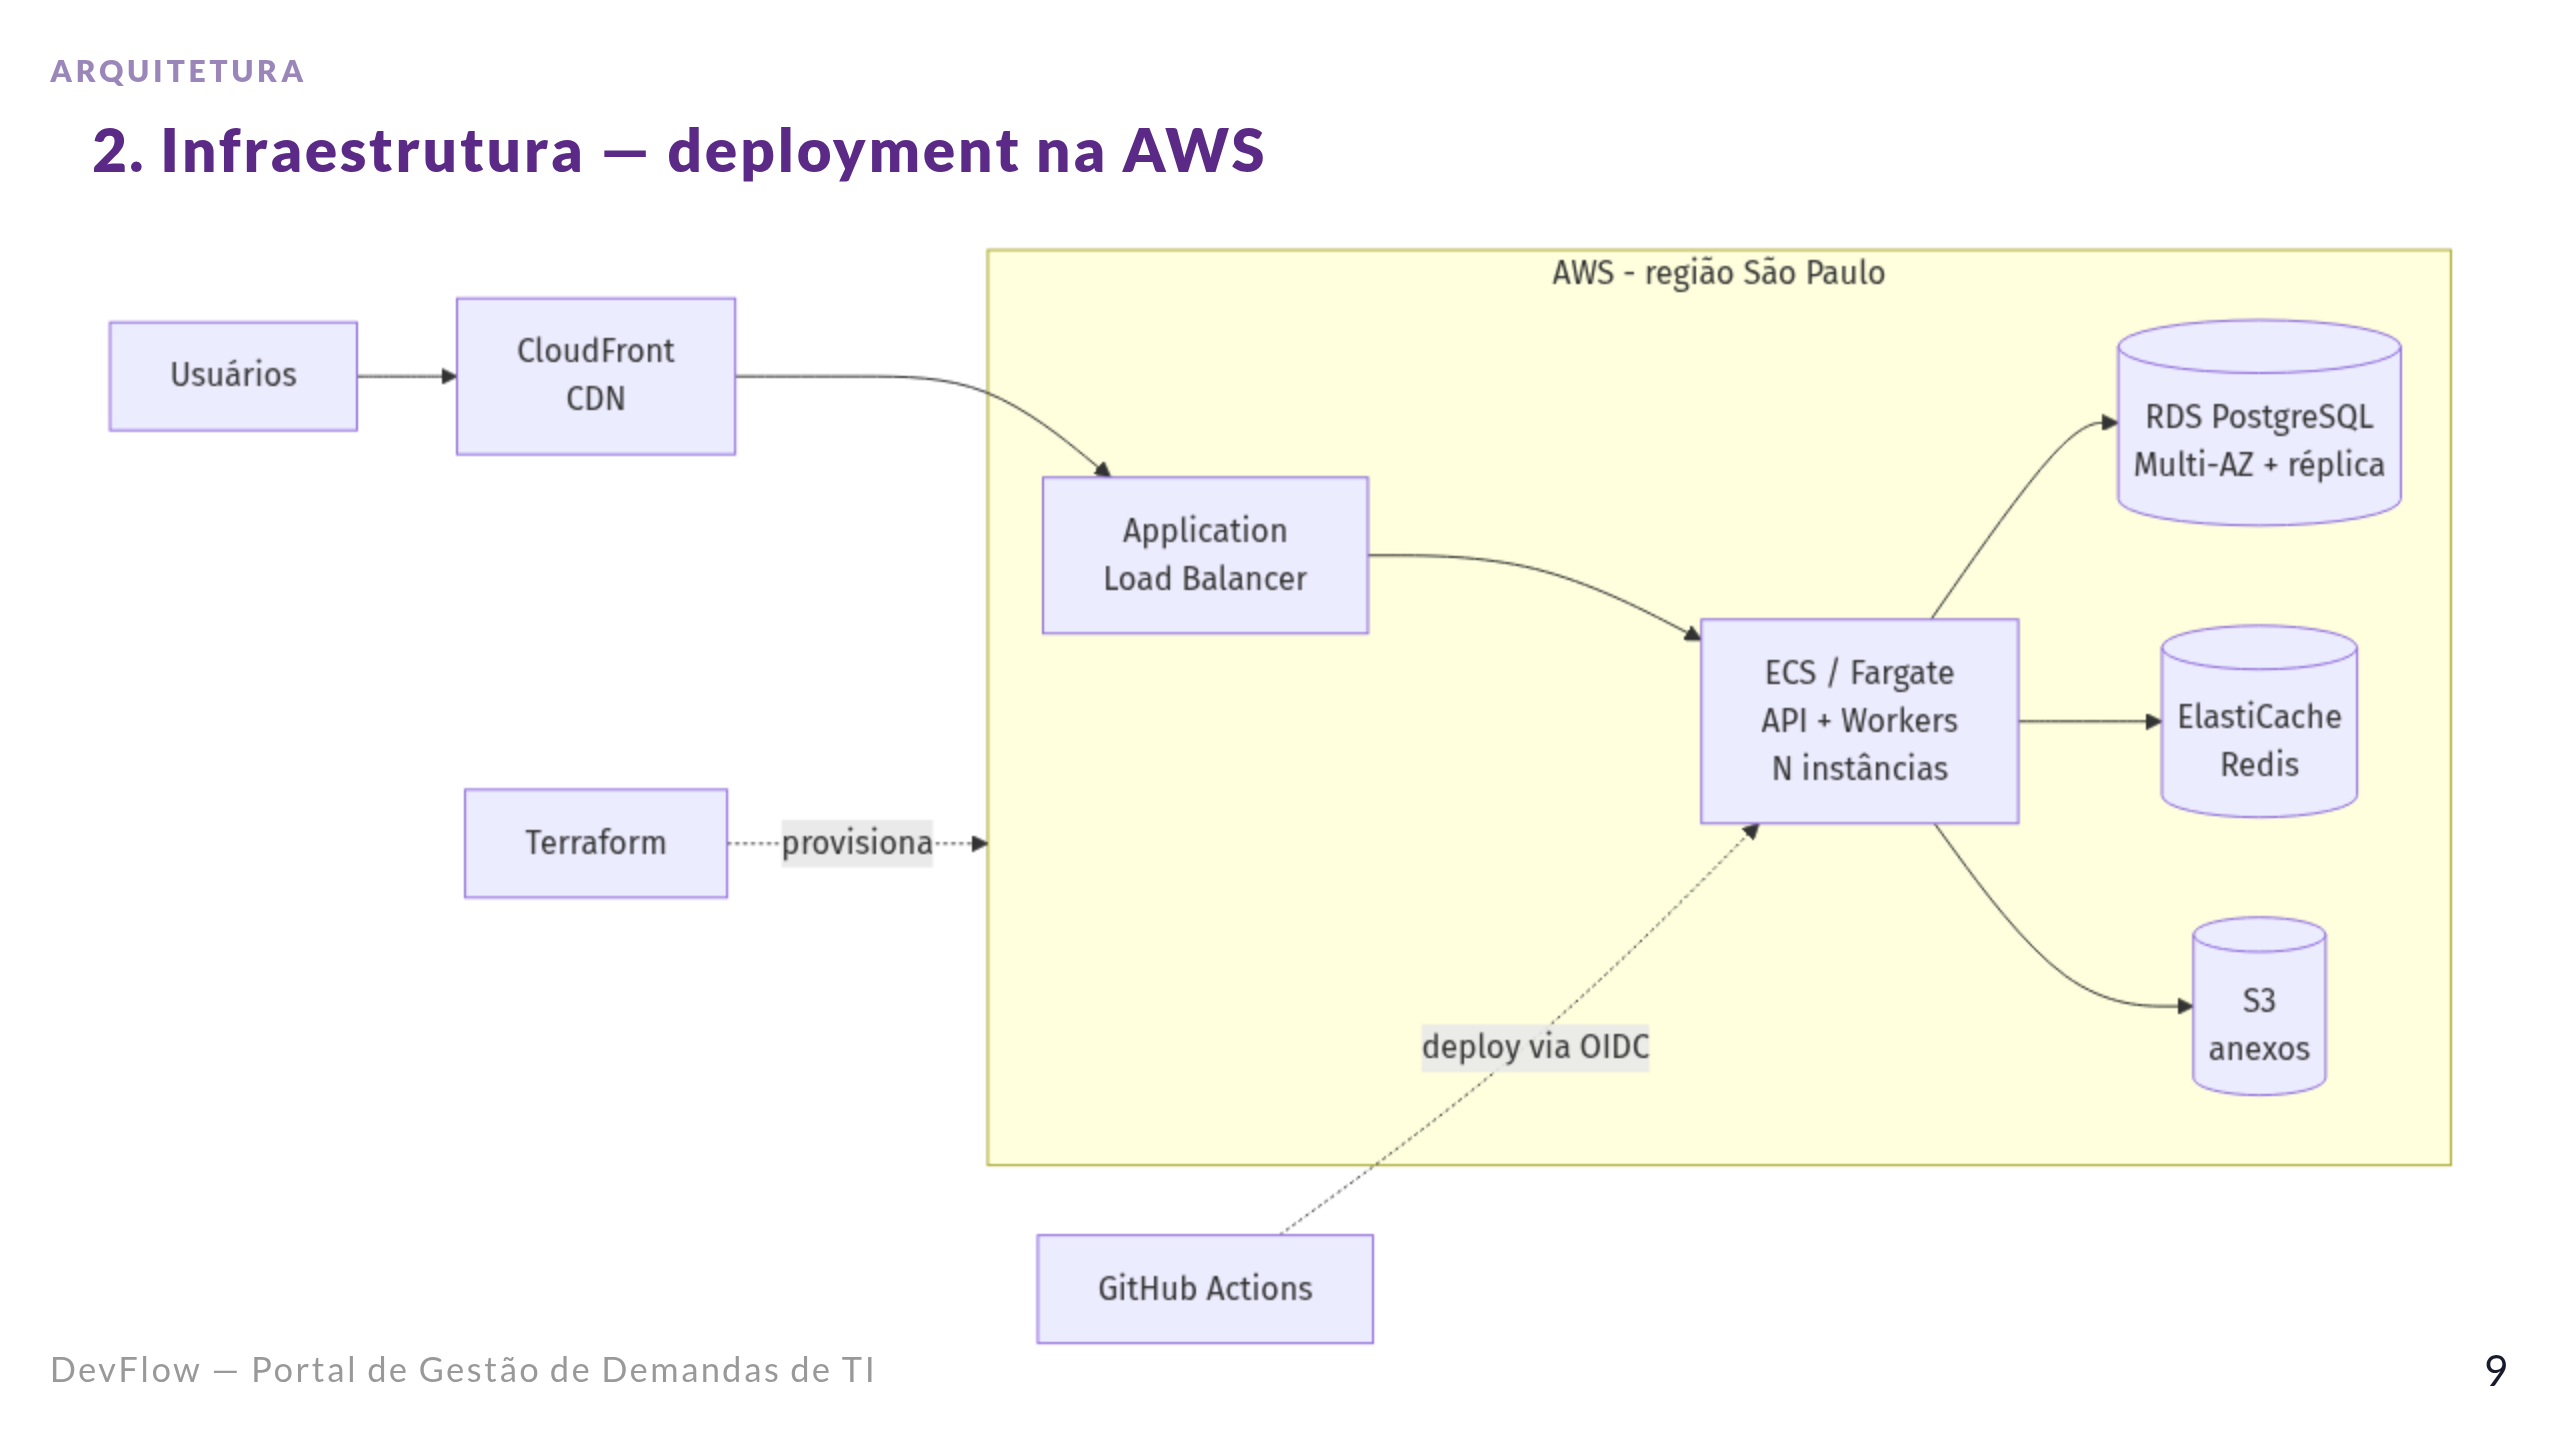 ARQUITETURA
2. Infraestrutura — deployment na AWS
AWS - região São Paulo
Usuários
CloudFront
CDN
Application
Load Balancer
RDS PostgreSQL
Multi-AZ + réplica
ECS / Fargate
API + Workers
N instâncias
ElastiCache
Redis
Terraform
provisiona
S3
anexos
deploy via OIDC
GitHub Actions
DevFlow — Portal de Gestão de Demandas de TI
9